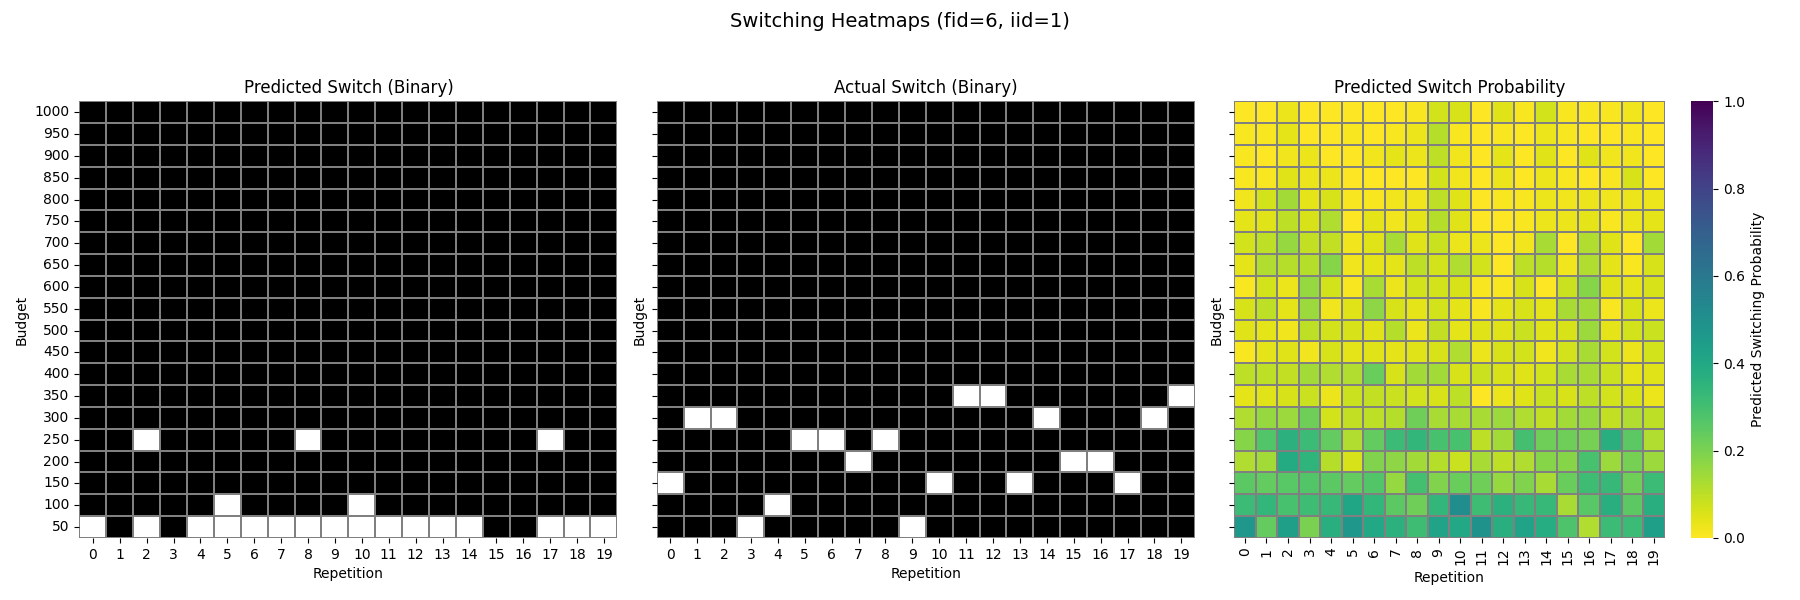 Switching Heatmaps (fid=6, iid=1)
Predicted Switch (Binary)
Budget
1000
950
900
850
800
750
700
650
600
550
500
450
400
350
300
250
200
150
100
50
0 1 2 3 4 5 6 7 8 9 10 11 12 13 14 15 16 17 18 19
Repetition
Actual Switch (Binary)
Budget
0 1 2 3 4 5 6 7 8 9 10 11 12 13 14 15 16 17 18 19
Repetition
Predicted Switch Probability
Budget
0 1 2 3 4 5 6 7 8 9 10 11 12 13 14 15 16 17 18 19
Repetition
1.0
0.8
0.6
0.4
0.2
0.0
Predicted Switching Probability